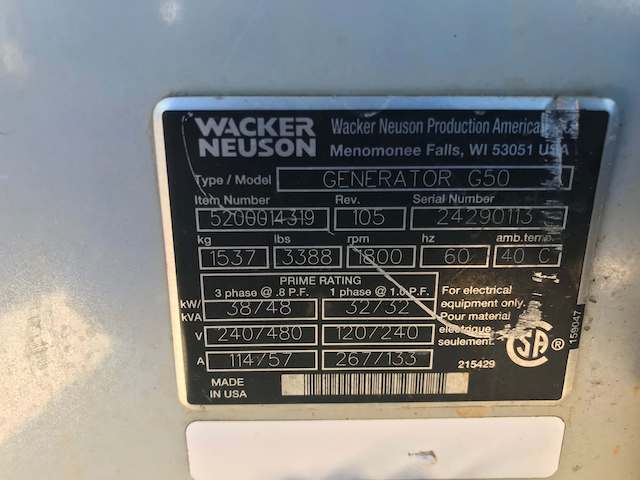 WACKER NEUSON
Wacker Neuson Production Americas
Menomonee Falls, WI 53051 USA
Type / Model GENERATOR G50
Item Number Rev. Serial Number
5200014319 105 24290113
kg lbs rpm hz amb.temp.
1537 3388 1800 60 40 C
PRIME RATING
3 phase @ .8 P.F. 1 phase @ 1.0 P.F.
kW/ kVA 38/48 32/32
V 240/480 120/240
A 114/57 267/133
For electrical
equipment only.
Pour material
électrique
seulement.
CSA ®
215429
159047
MADE
IN USA